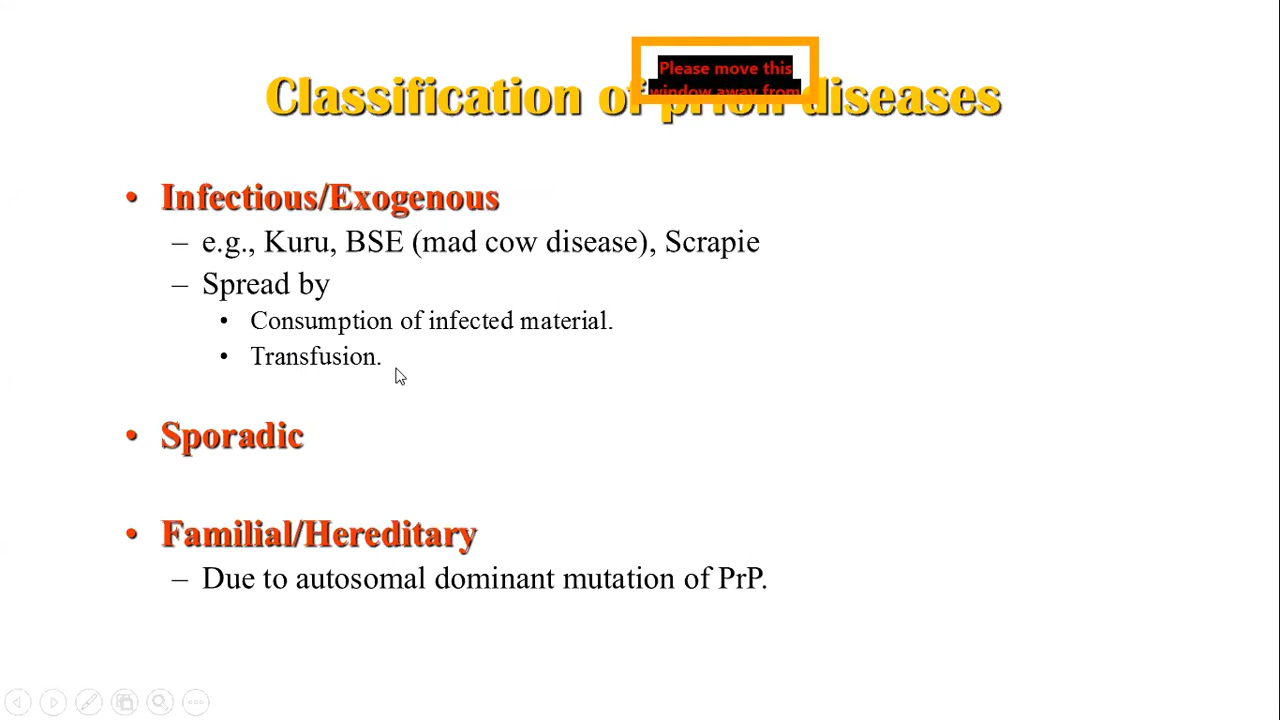 Please move this
window away from
Classification of prion diseases
• Infectious/Exogenous
– e.g., Kuru, BSE (mad cow disease), Scrapie
– Spread by
• Consumption of infected material.
• Transfusion.
• Sporadic
• Familial/Hereditary
– Due to autosomal dominant mutation of PrP.